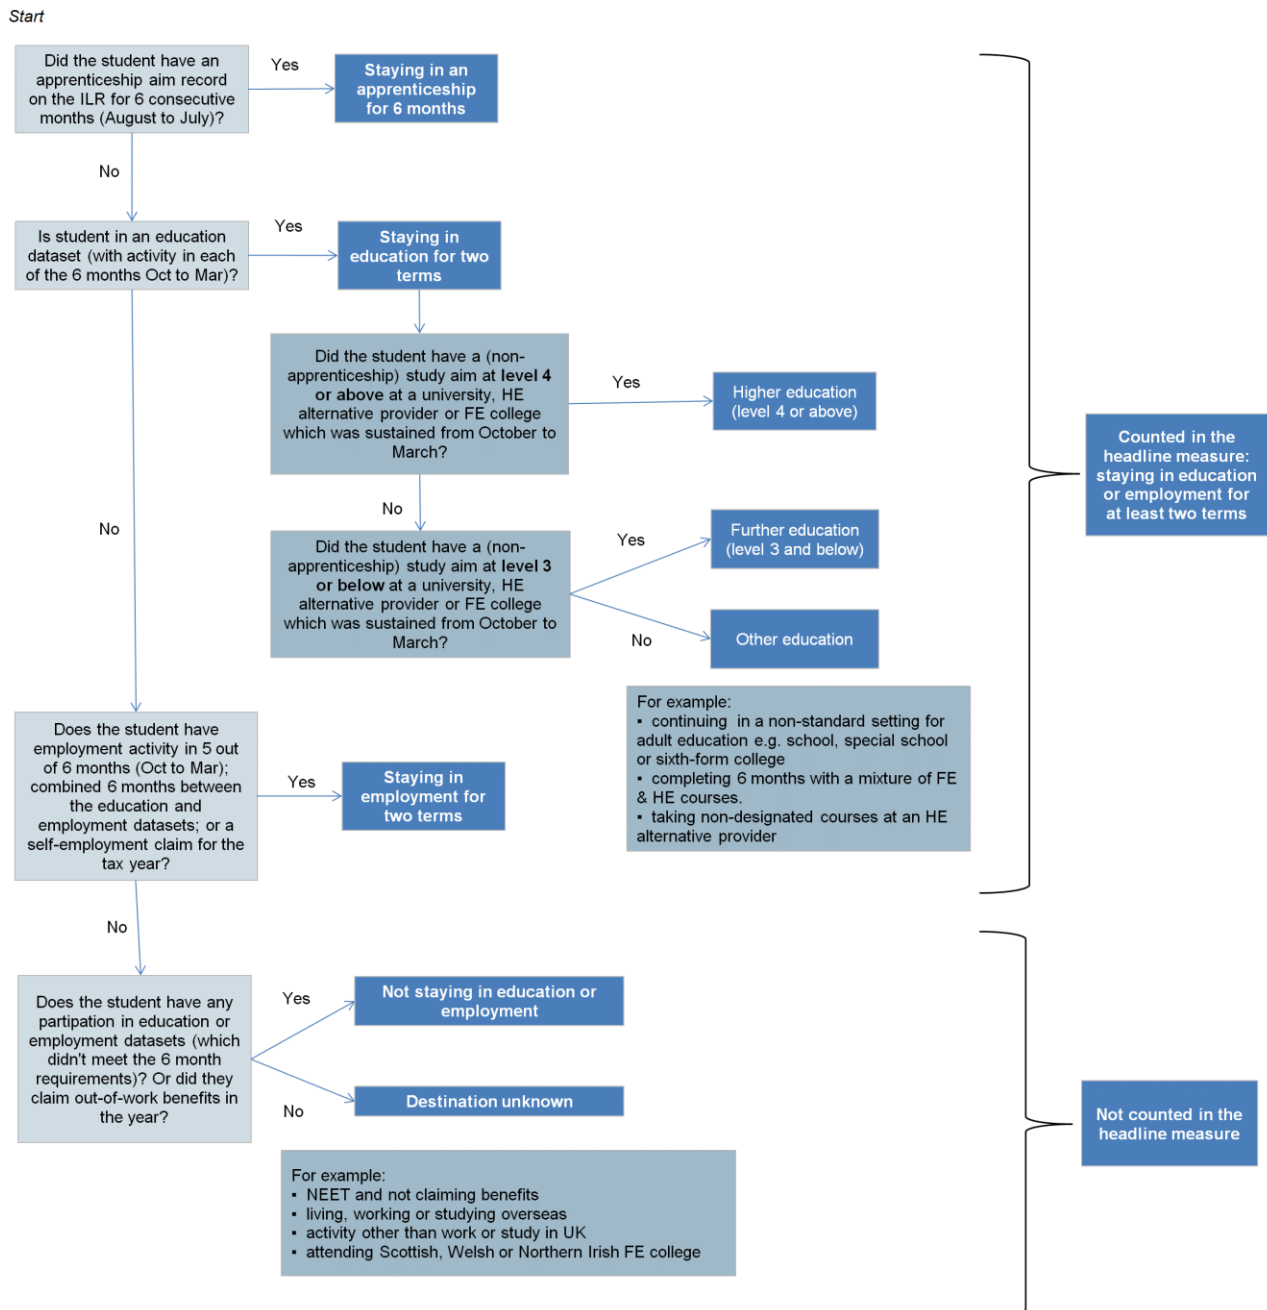 Start
Did the student have an
apprenticeship aim record
on the ILR for 6 consecutive
months (August to July)?
Yes
Staying in an
apprenticeship
for 6 months
No
Is student in an education
dataset (with activity in each
of the 6 months Oct to Mar)?
Yes
Staying in
education for two
terms
Did the student have a (non-
apprenticeship) study aim at level 4
or above at a university, HE
alternative provider or FE college
which was sustained from October to
March?
Yes
Higher education
(level 4 or above)
No
Did the student have a (non-
apprenticeship) study aim at level 3
or below at a university, HE
alternative provider or FE college
which was sustained from October to
March?
Yes
Further education
(level 3 and below)
No
Other education
For example:
▪ continuing in a non-standard setting for
adult education e.g. school, special school
or sixth-form college
▪ completing 6 months with a mixture of FE
& HE courses.
▪ taking non-designated courses at an HE
alternative provider
No
Does the student have
employment activity in 5 out
of 6 months (Oct to Mar);
combined 6 months between
the education and
employment datasets; or a
self-employment claim for the
tax year?
Yes
Staying in
employment for
two terms
Counted in the
headline measure:
staying in education
or employment for
at least two terms
No
Does the student have any
partipation in education or
employment datasets (which
didn't meet the 6 month
requirements)? Or did they
claim out-of-work benefits in
the year?
Yes
Not staying in education or
employment
No
Destination unknown
For example:
▪ NEET and not claiming benefits
▪ living, working or studying overseas
▪ activity other than work or study in UK
▪ attending Scottish, Welsh or Northern Irish FE college
Not counted in the
headline measure